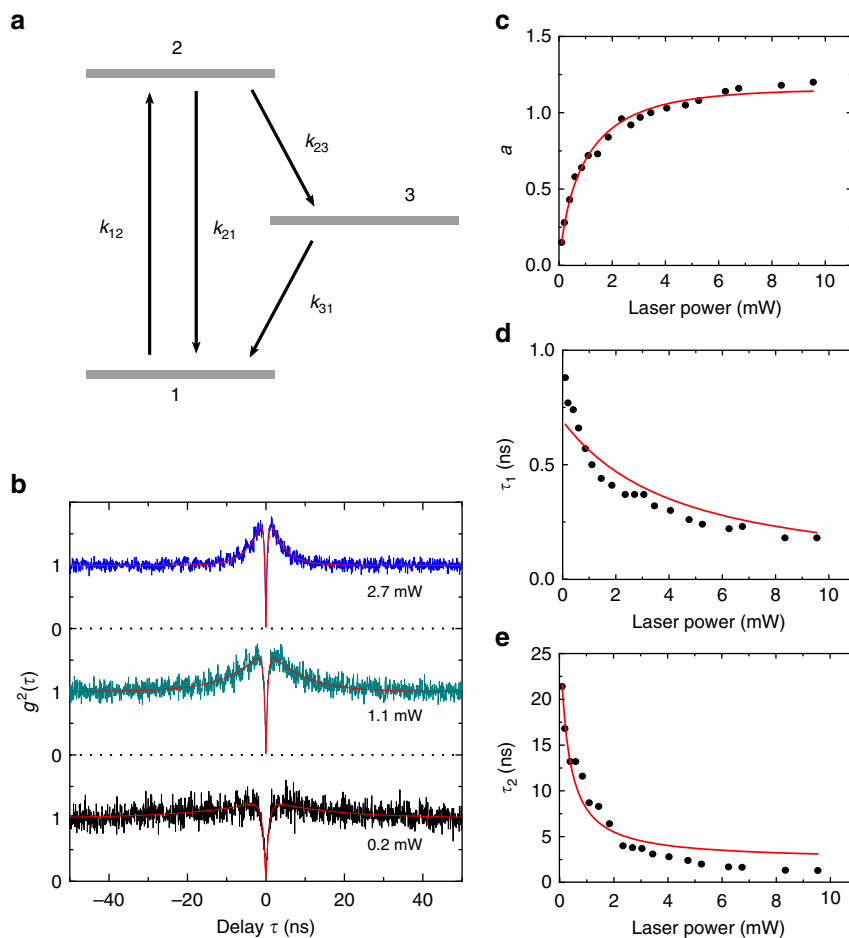 a
2
k23
3
k12
k21
k31
1
b
1
2.7 mW
0
1
1.1 mW
0
1
0.2 mW
0
g2(τ)
−40
−20
0
20
40
Delay τ (ns)
c
1.5
1.0
0.5
0.0
a
0
2
4
6
8
10
Laser power (mW)
d
1.0
0.5
0.0
τ1 (ns)
0
2
4
6
8
10
Laser power (mW)
e
25
20
15
10
5
0
τ2 (ns)
0
2
4
6
8
10
Laser power (mW)